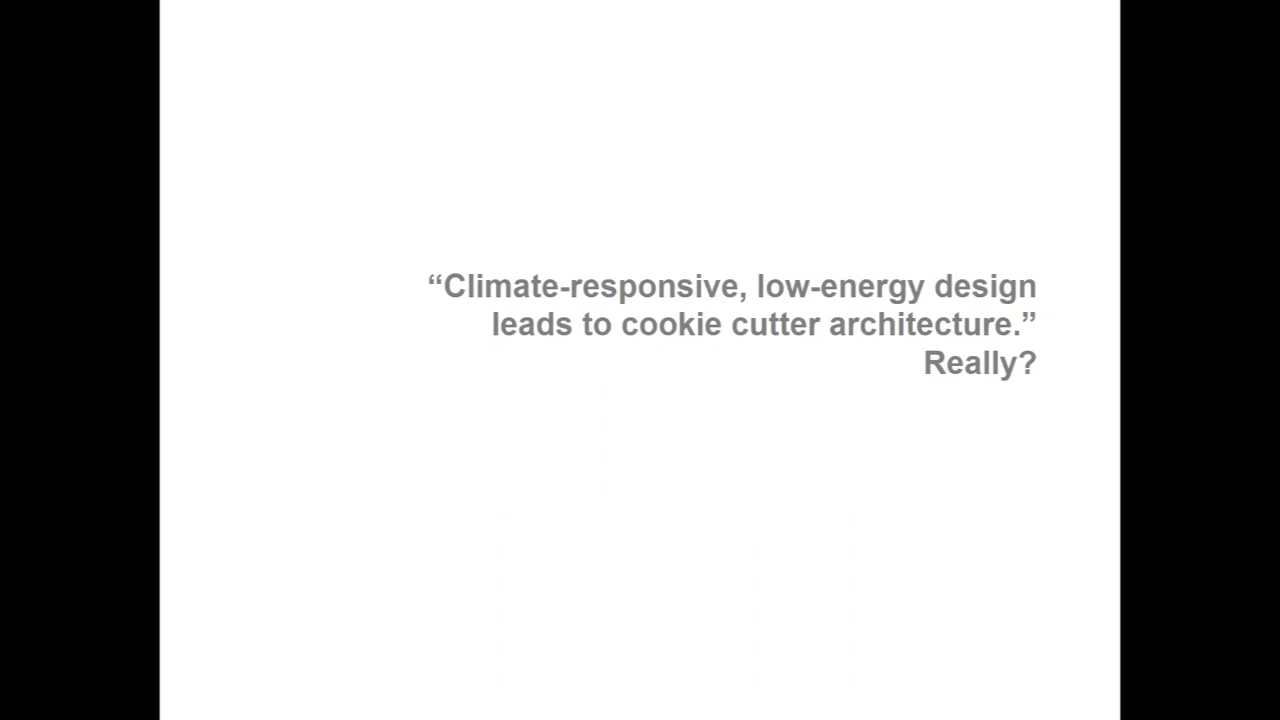 “Climate-responsive, low-energy design
leads to cookie cutter architecture.”
Really?